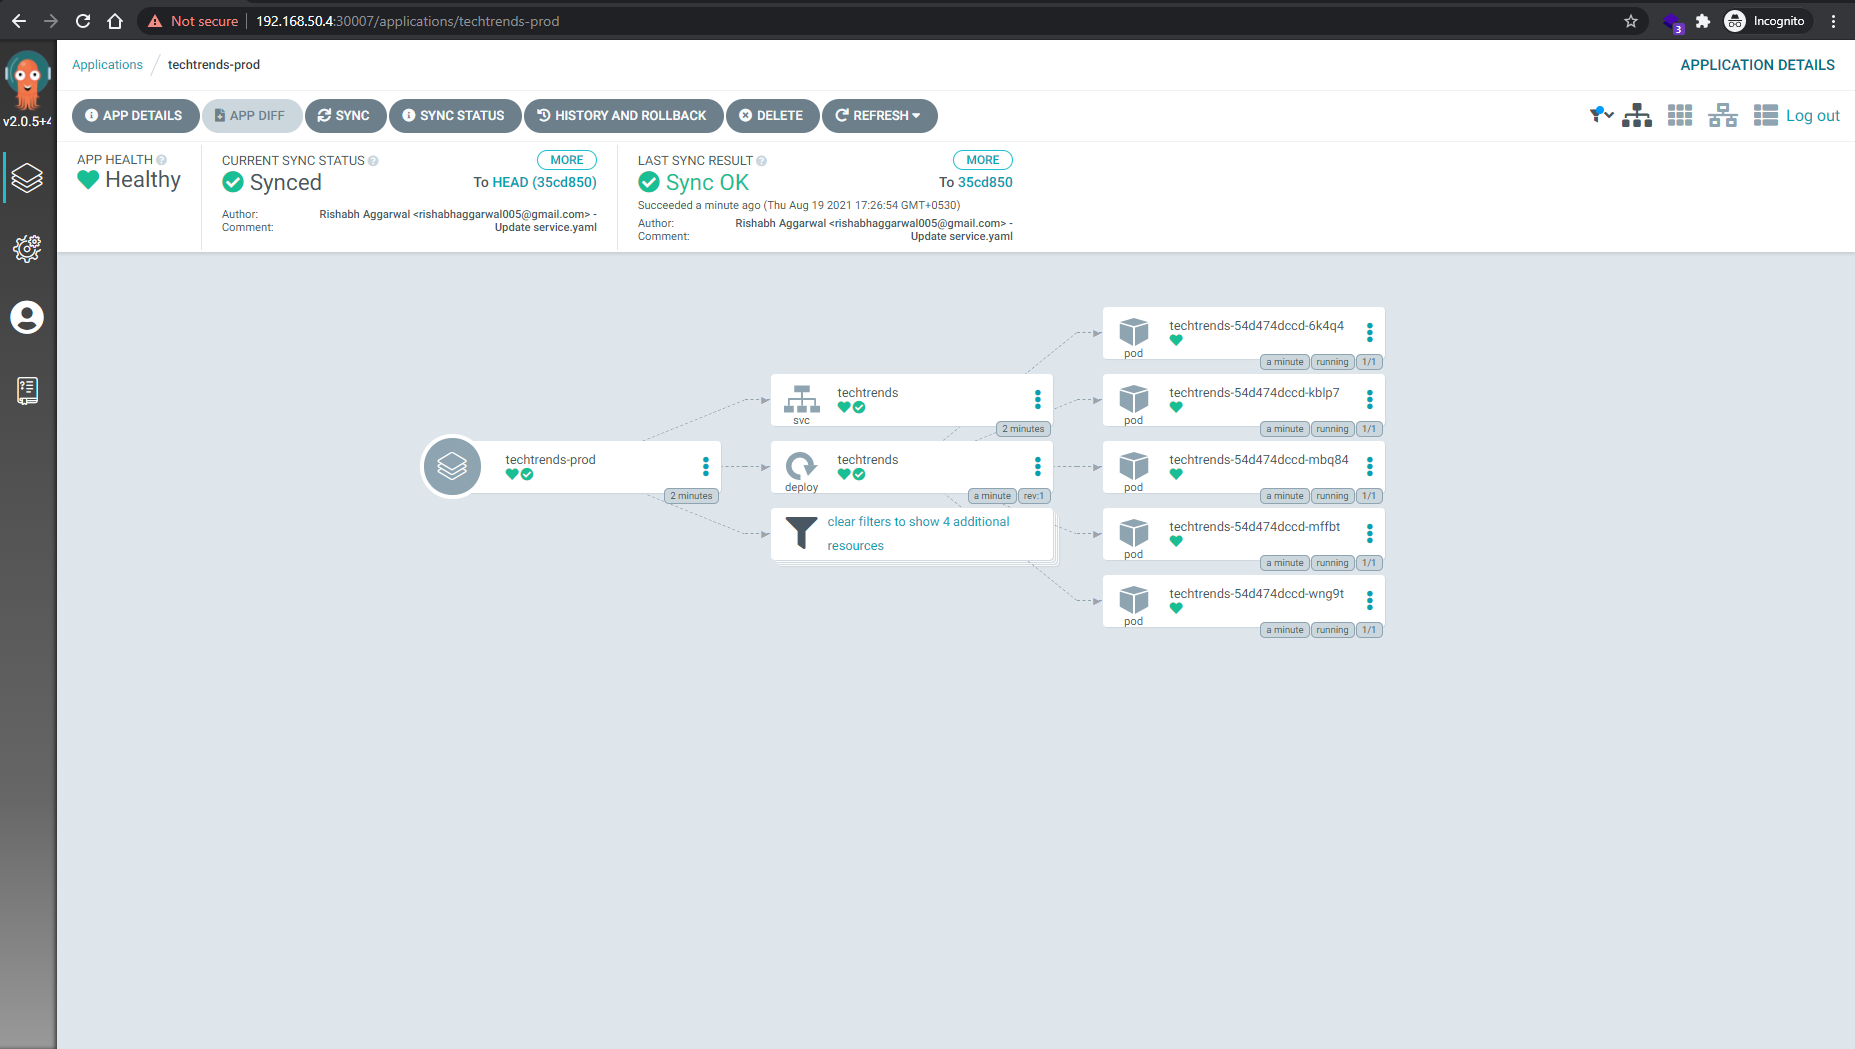 Not secure 192.168.50.4:30007/applications/techtrends-prod
3
Incognito
v2.0.5+4
Applications / techtrends-prod
APPLICATION DETAILS
APP DETAILS APP DIFF SYNC SYNC STATUS HISTORY AND ROLLBACK DELETE REFRESH
Log out
APP HEALTH
Healthy
CURRENT SYNC STATUS MORE
Synced To HEAD (35cd850)
Author: Rishabh Aggarwal <rishabhaggarwal005@gmail.com> -
Comment: Update service.yaml
LAST SYNC RESULT MORE
Sync OK To 35cd850
Succeeded a minute ago (Thu Aug 19 2021 17:26:54 GMT+0530)
Author: Rishabh Aggarwal <rishabhaggarwal005@gmail.com> -
Comment: Update service.yaml
techtrends-prod
2 minutes
techtrends
svc
2 minutes
techtrends
deploy
a minute rev:1
clear filters to show 4 additional
resources
techtrends-54d474dccd-6k4q4
pod
a minute running 1/1
techtrends-54d474dccd-kblp7
pod
a minute running 1/1
techtrends-54d474dccd-mbq84
pod
a minute running 1/1
techtrends-54d474dccd-mffbt
pod
a minute running 1/1
techtrends-54d474dccd-wng9t
pod
a minute running 1/1